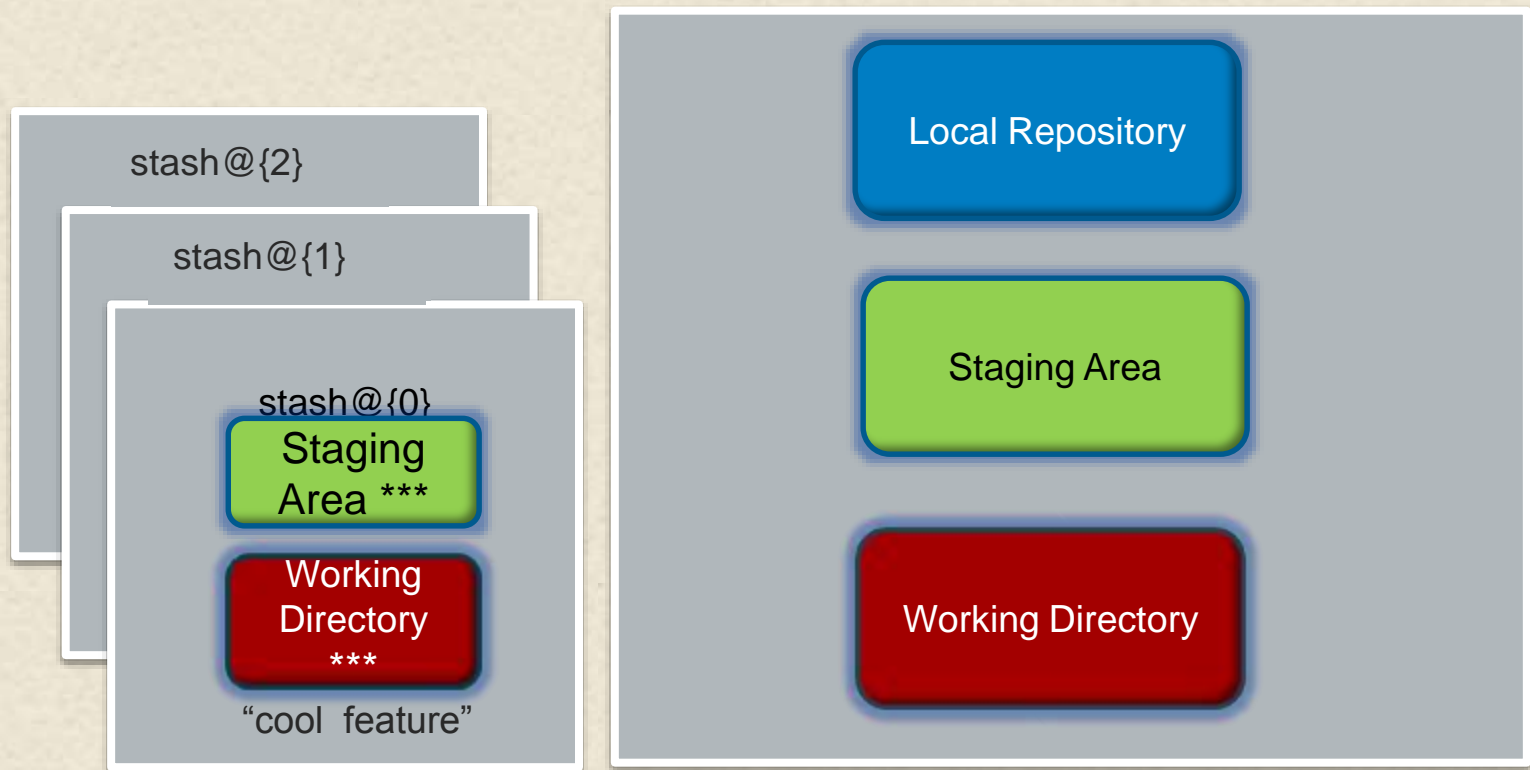 stash@{2}
stash@{1}
stash@{0}
Staging
Area ***
Working
Directory
***
“cool feature”
Local Repository
Staging Area
Working Directory